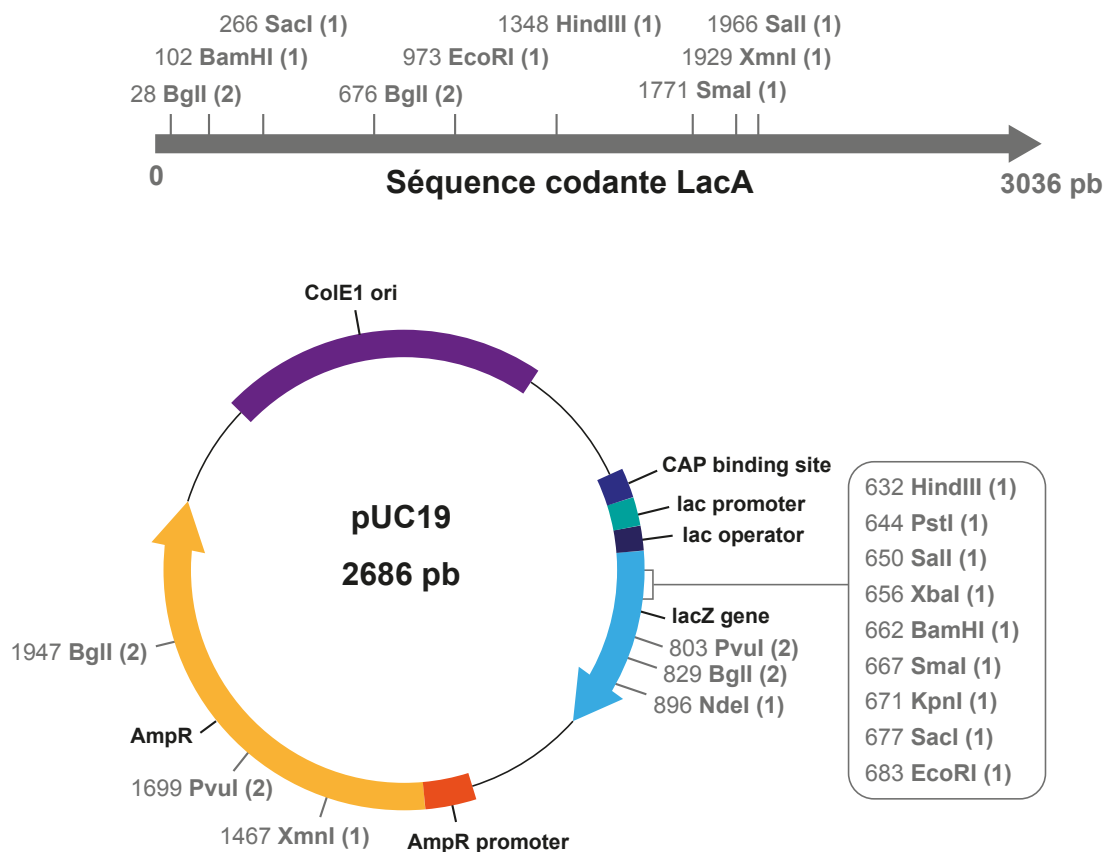 266 SacI (1)
1348 HindIII (1)
1966 SalI (1)
102 BamHI (1)
973 EcoRI (1)
1929 XmnI (1)
28 BglI (2)
676 BglI (2)
1771 SmaI (1)
0
Séquence codante LacA
3036 pb
ColE1 ori
CAP binding site
lac promoter
lac operator
pUC19
2686 pb
lacZ gene
803 PvuI (2)
829 BglI (2)
896 NdeI (1)
632 HindIII (1)
644 PstI (1)
650 SalI (1)
656 XbaI (1)
662 BamHI (1)
667 SmaI (1)
671 KpnI (1)
677 SacI (1)
683 EcoRI (1)
1947 BglI (2)
AmpR
1699 PvuI (2)
1467 XmnI (1)
AmpR promoter